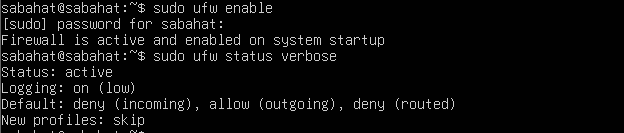 sabahat@sabahat:~$ sudo ufw enable
[sudo] password for sabahat:
Firewall is active and enabled on system startup
sabahat@sabahat:~$ sudo ufw status verbose
Status: active
Logging: on (low)
Default: deny (incoming), allow (outgoing), deny (routed)
New profiles: skip
sabahat@sabahat:~$